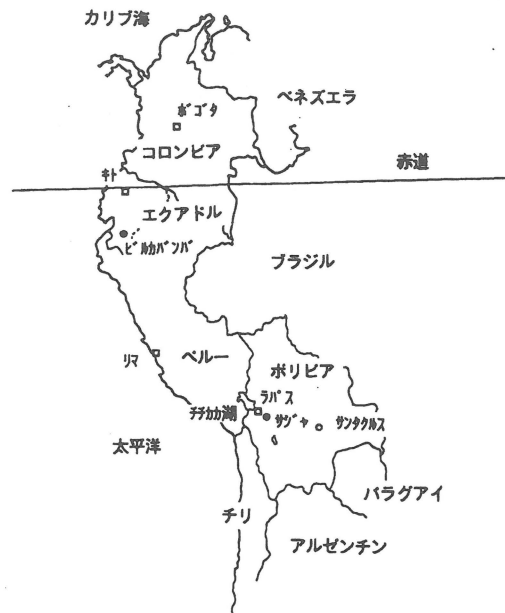 カリブ海
ベネズエラ
ボゴタ
コロンビア
赤道
キト
エクアドル
ビルカバンバ
ブラジル
リマ
ペルー
ボリビア
ラパス
チチカカ湖
サジャ
サンタクルス
太平洋
パラグアイ
チリ
アルゼンチン